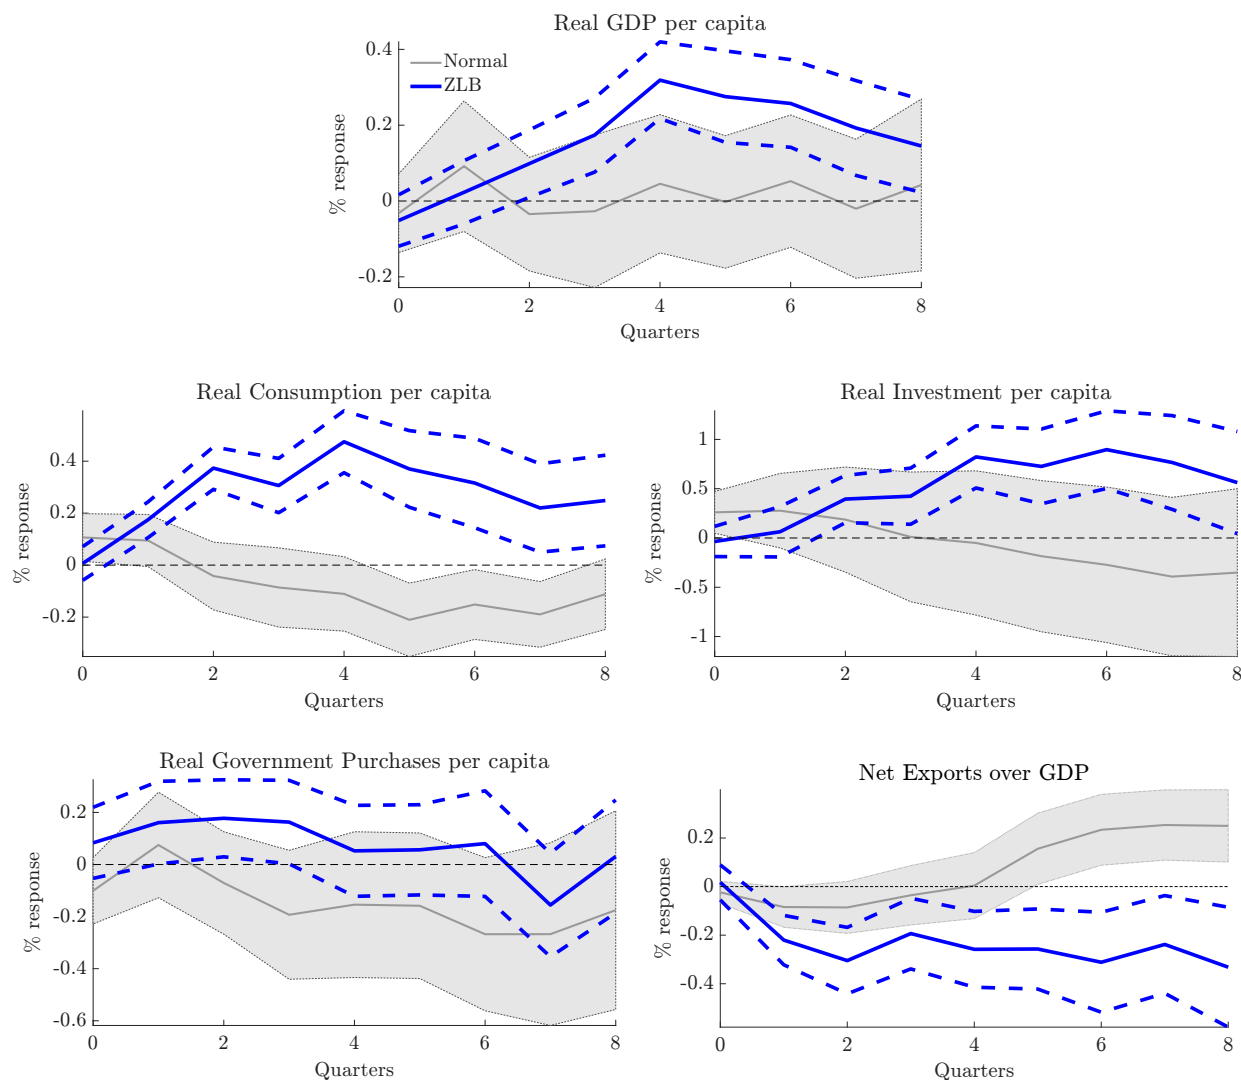 Real GDP per capita
Normal
ZLB
% response
0.4
0.2
0
-0.2
0 2 4 6 8
Quarters
Real Consumption per capita
% response
0.4
0.2
0
-0.2
0 2 4 6 8
Quarters
Real Investment per capita
% response
1
0.5
0
-0.5
-1
0 2 4 6 8
Quarters
Real Government Purchases per capita
% response
0.2
0
-0.2
-0.4
-0.6
0 2 4 6 8
Quarters
Net Exports over GDP
% response
0.2
0
-0.2
-0.4
0 2 4 6 8
Quarters